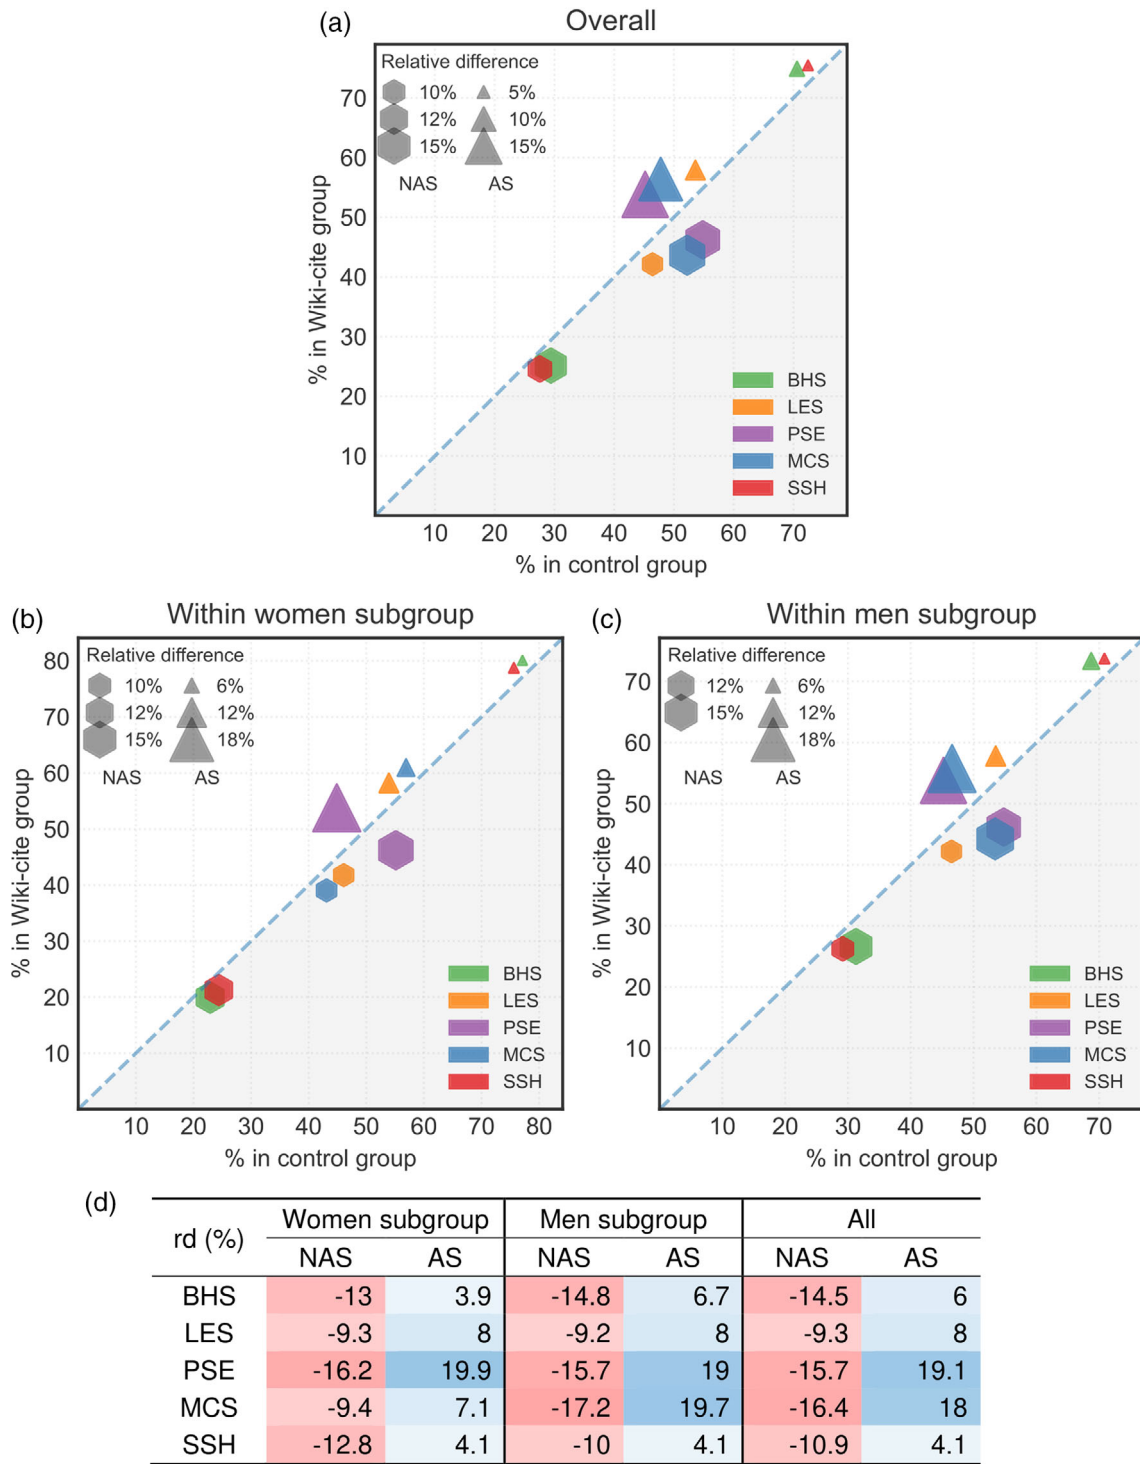 (a) Overall
Relative difference
10% 5%
12% 10%
15% 15%
NAS AS
% in Wiki-cite group
70
60
50
40
30
20
10
BHS
LES
PSE
MCS
SSH
10 20 30 40 50 60 70
% in control group
(b) Within women subgroup
Relative difference
10% 6%
12% 12%
15% 18%
NAS AS
% in Wiki-cite group
80
70
60
50
40
30
20
10
BHS
LES
PSE
MCS
SSH
10 20 30 40 50 60 70 80
% in control group
(c) Within men subgroup
Relative difference
12% 6%
15% 12%
18%
NAS AS
% in Wiki-cite group
70
60
50
40
30
20
10
BHS
LES
PSE
MCS
SSH
10 20 30 40 50 60 70
% in control group
(d)
rd (%) Women subgroup Men subgroup All
NAS AS NAS AS NAS AS
BHS -13 3.9 -14.8 6.7 -14.5 6
LES -9.3 8 -9.2 8 -9.3 8
PSE -16.2 19.9 -15.7 19 -15.7 19.1
MCS -9.4 7.1 -17.2 19.7 -16.4 18
SSH -12.8 4.1 -10 4.1 -10.9 4.1